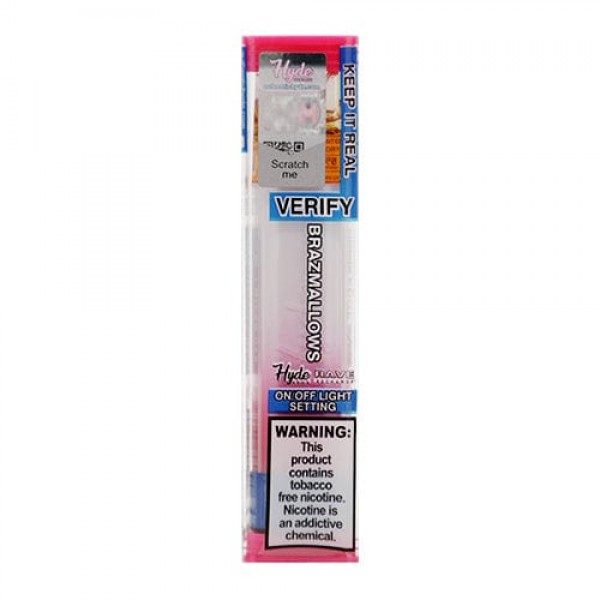 Hyde
Scratch
me
KEEP IT REAL
VERIFY
BRAZMALLOWS
Hyde RAVE
RECHARGE
ON OFF LIGHT
SETTING
WARNING:
This
product
contains
tobacco
free nicotine.
Nicotine is
an addictive
chemical.